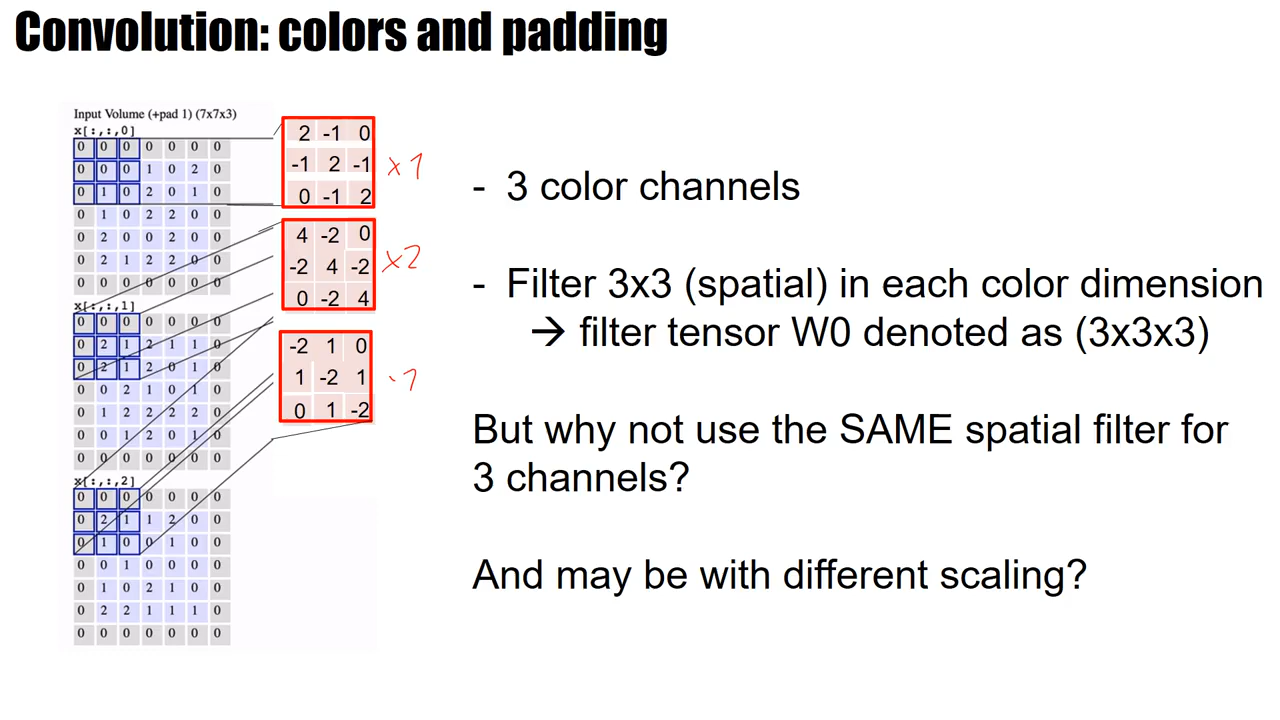 Convolution: colors and padding
Input Volume (+pad 1) (7x7x3)
x[:,:,0]
0 0 0 0 0 0 0
0 0 0 1 0 2 0
0 1 0 2 0 1 0
0 1 0 2 2 0 0
0 2 0 0 2 0 0
0 2 1 2 2 0 0
0 0 0 0 0 0 0
x[:,:,1]
0 0 0 0 0 0 0
0 2 1 2 1 1 0
0 2 1 2 0 1 0
0 0 2 1 0 1 0
0 1 2 2 2 2 0
0 0 1 2 0 1 0
0 0 0 0 0 0 0
x[:,:,2]
0 0 0 0 0 0 0
0 2 1 1 2 0 0
0 1 0 0 1 0 0
0 0 1 0 0 0 0
0 1 0 2 1 0 0
0 2 2 1 1 1 0
0 0 0 0 0 0 0
2 -1 0
-1 2 -1 x1
0 -1 2
4 -2 0
-2 4 -2 x2
0 -2 4
-2 1 0
1 -2 1
0 1 -2
- 3 color channels
- Filter 3x3 (spatial) in each color dimension
→ filter tensor W0 denoted as (3x3x3)
But why not use the SAME spatial filter for
3 channels?
And may be with different scaling?